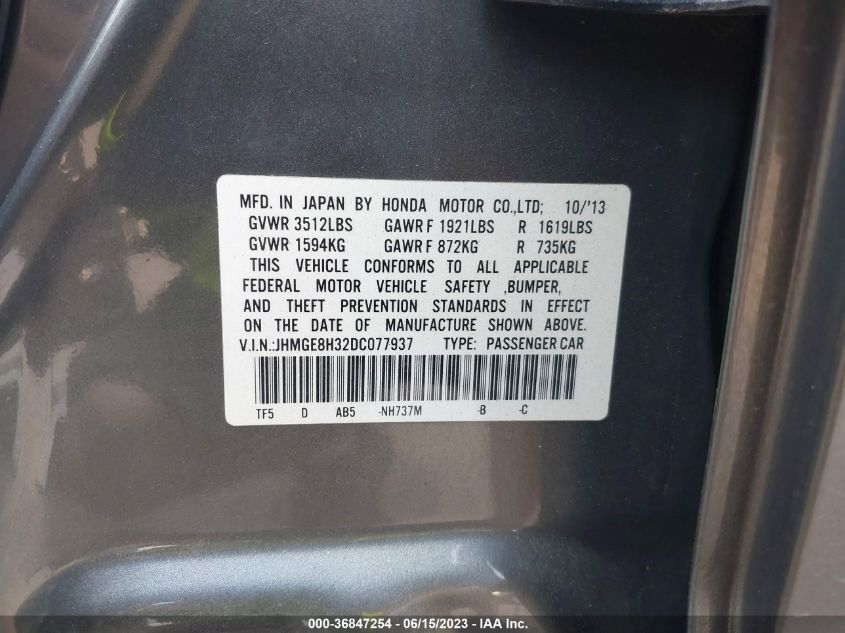 MFD. IN JAPAN BY HONDA MOTOR CO.,LTD; 10/'13
GVWR 3512LBS GAWR F 1921LBS R 1619LBS
GVWR 1594KG GAWR F 872KG R 735KG
THIS VEHICLE CONFORMS TO ALL APPLICABLE
FEDERAL MOTOR VEHICLE SAFETY ,BUMPER,
AND THEFT PREVENTION STANDARDS IN EFFECT
ON THE DATE OF MANUFACTURE SHOWN ABOVE.
V.I.N.:JHMGE8H32DC077937 TYPE: PASSENGER CAR
TF5 D AB5 -NH737M -B -C
000-36847254 - 06/15/2023 - IAA Inc.